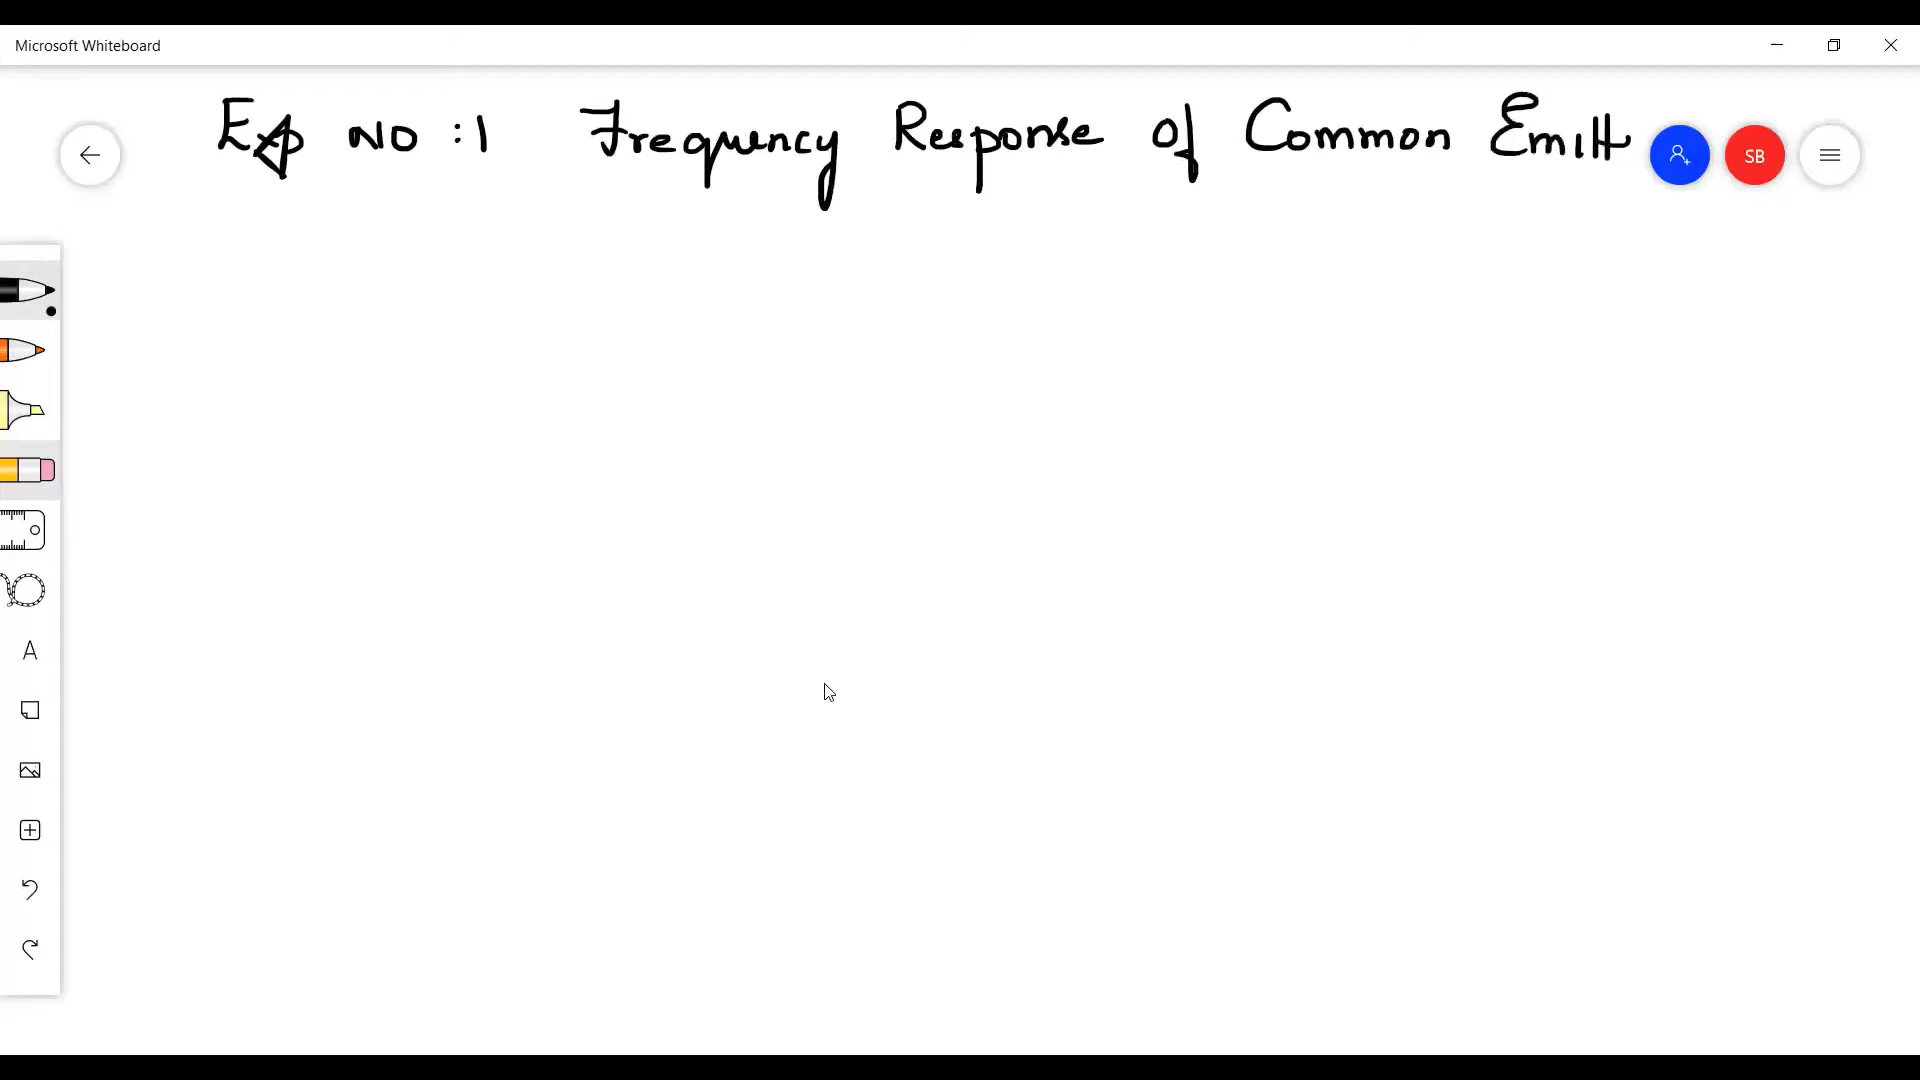 Microsoft Whiteboard
Exp NO : 1 Frequency Response of Common Emitt
SB
A